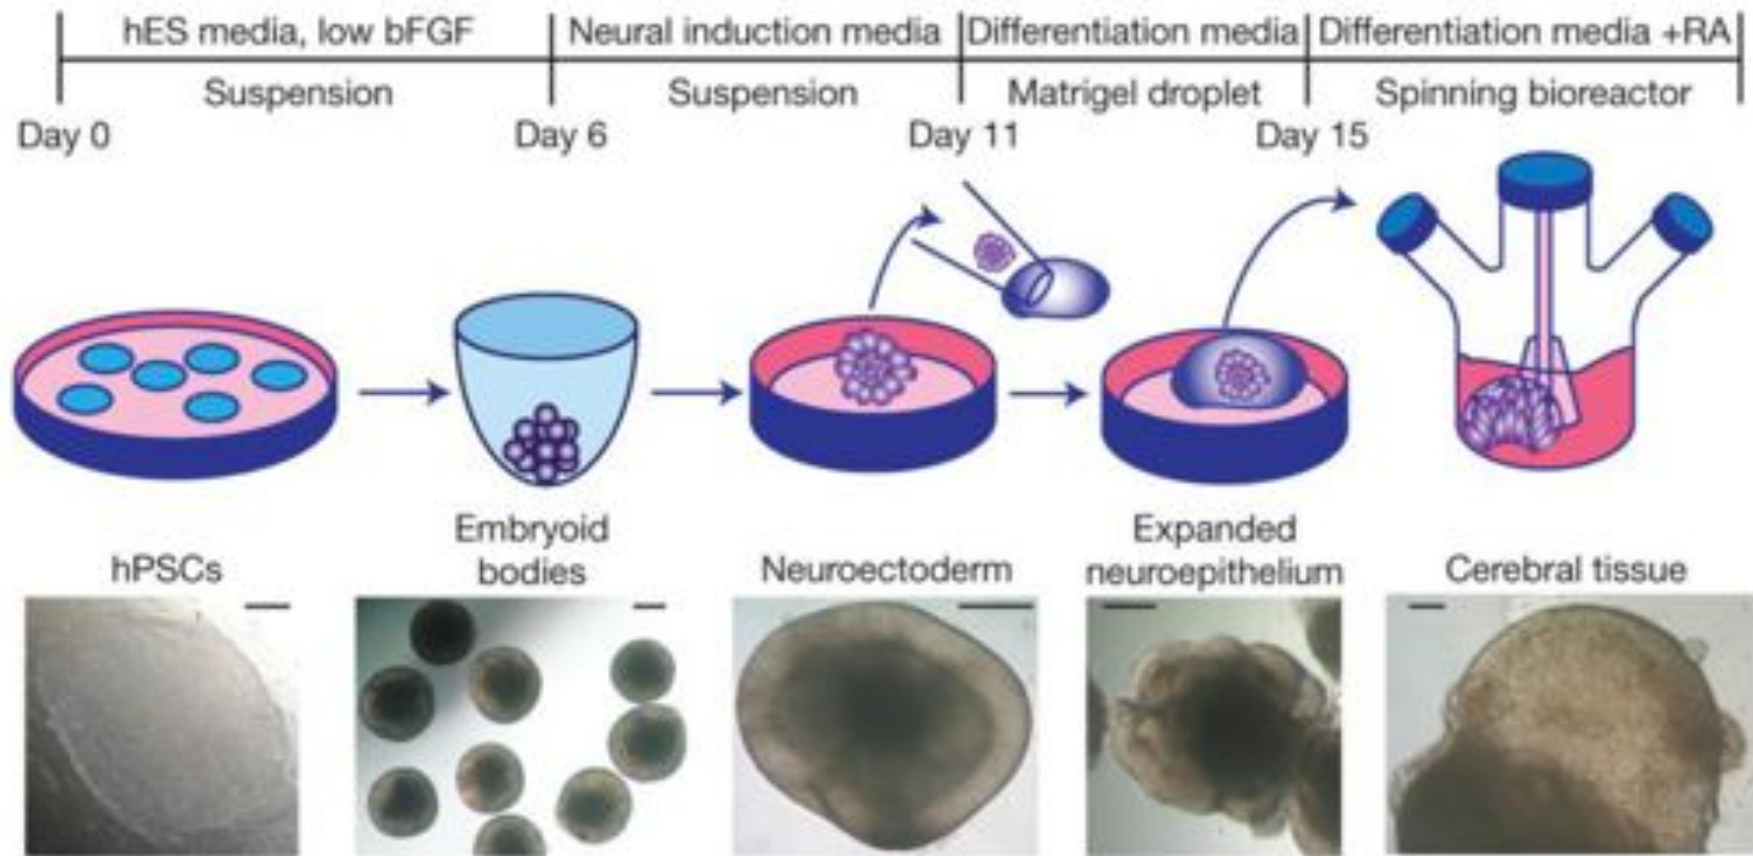 hES media, low bFGF
Neural induction media
Differentiation media
Differentiation media +RA
Suspension
Suspension
Matrigel droplet
Spinning bioreactor
Day 0
Day 6
Day 11
Day 15
hPSCs
Embryoid
bodies
Neuroectoderm
Expanded
neuroepithelium
Cerebral tissue